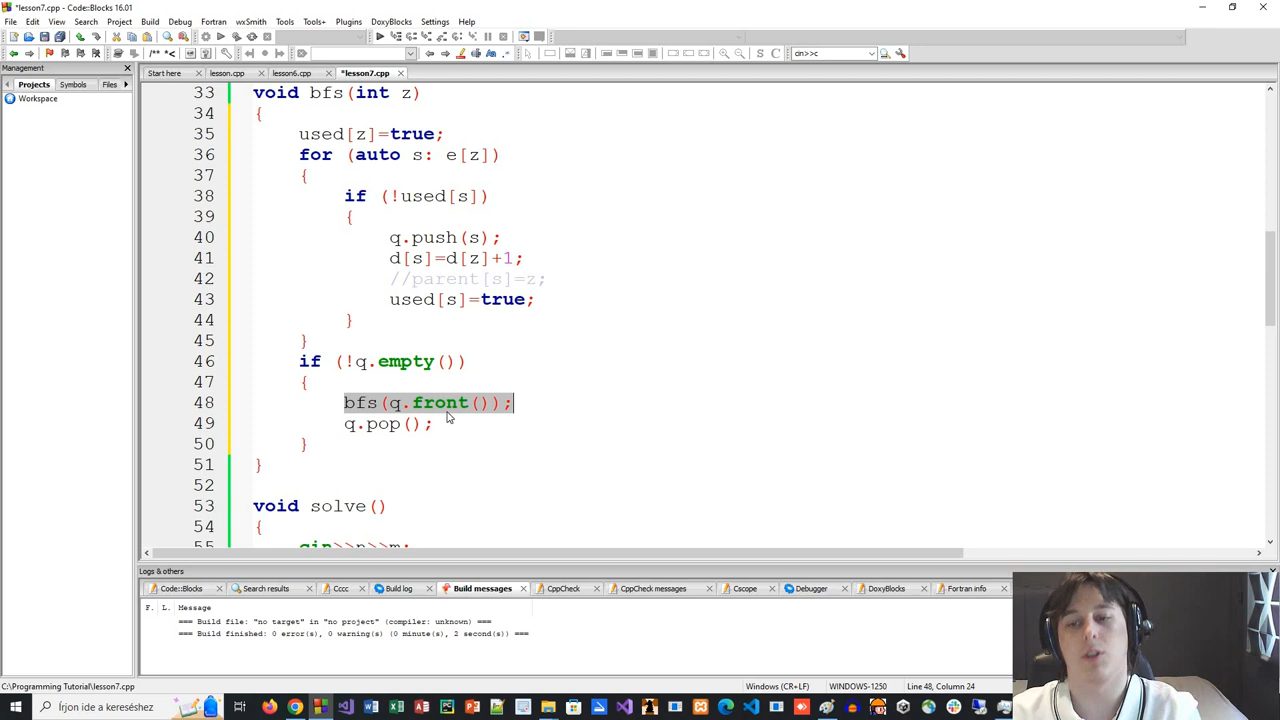 *lesson7.cpp - Code::Blocks 16.01
File Edit View Search Project Build Debug Fortran wxSmith Tools Tools+ Plugins DoxyBlocks Settings Help
/** *<
S C cin>>c
Management
Start here lesson.cpp lesson6.cpp *lesson7.cpp
Projects Symbols Files
Workspace
33 void bfs(int z)
34 {
35 used[z]=true;
36 for (auto s: e[z])
37 {
38 if (!used[s])
39 {
40 q.push(s);
41 d[s]=d[z]+1;
42 //parent[s]=z;
43 used[s]=true;
44 }
45 }
46 if (!q.empty())
47 {
48 bfs(q.front());
49 q.pop();
50 }
51 }
52
53 void solve()
54 {
55 cin>>n>>m;
Logs & others
Code::Blocks Search results Cccc Build log Build messages CppCheck CppCheck messages Cscope Debugger DoxyBlocks Fortran info
F. L. Message
=== Build file: "no target" in "no project" (compiler: unknown) ===
=== Build finished: 0 error(s), 0 warning(s) (0 minute(s), 2 second(s)) ===
C:\Programming Tutorial\lesson7.cpp Windows (CR+LF) WINDOWS-1250 Line 48, Column 24
Írjon ide a kereséshez